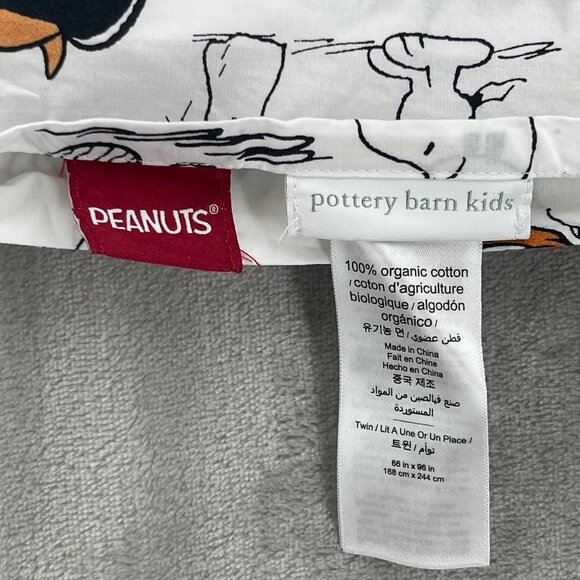 PEANUTS®
pottery barn kids
100% organic cotton
/ coton d'agriculture
biologique / algodón
orgánico /
유기농 면 / قطن عضوي
Made in China
Fait en Chine
Hecho en China
중국 제조
صنع فيالصين من المواد
المستوردة
Twin / Lit A Une Or Un Place /
트윈 / توأم
66 in x 96 in
168 cm x 244 cm